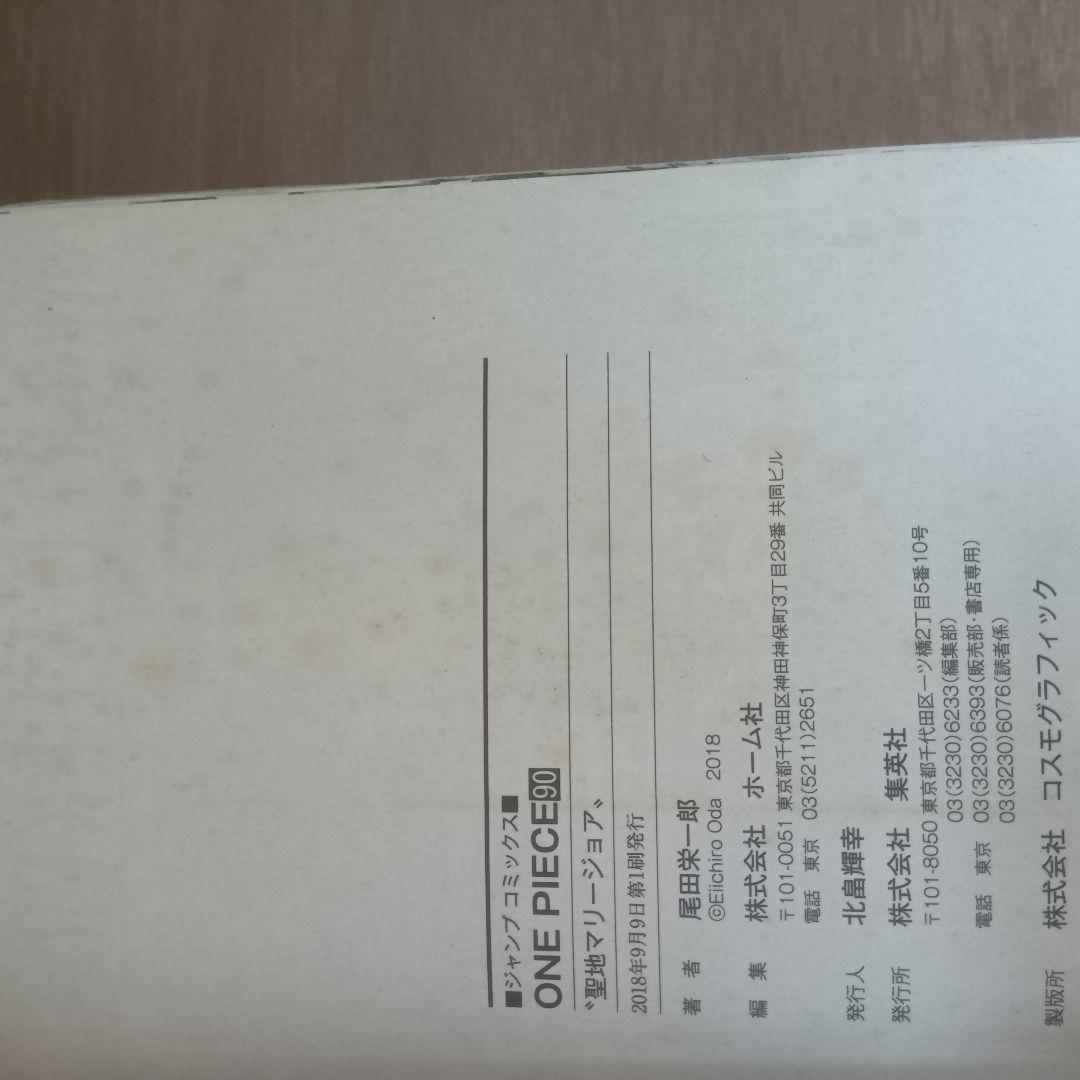 ■ジャンプ コミックス■
ONE PIECE 90
〝聖地マリージョア〟
2018年9月9日第1刷発行
著 者 尾田栄一郎
©Eiichiro Oda 2018
編 集 株式会社 ホーム社
〒101-0051 東京都千代田区神田神保町3丁目29番 共同ビル
電話 東京 03(5211)2651
発行人 北畠輝幸
発行所 株式会社 集英社
〒101-8050 東京都千代田区一ツ橋2丁目5番10号
03(3230)6233(編集部)
電話 東京 03(3230)6393(販売部・書店専用)
03(3230)6076(読者係)
製版所 株式会社 コスモグラフィック